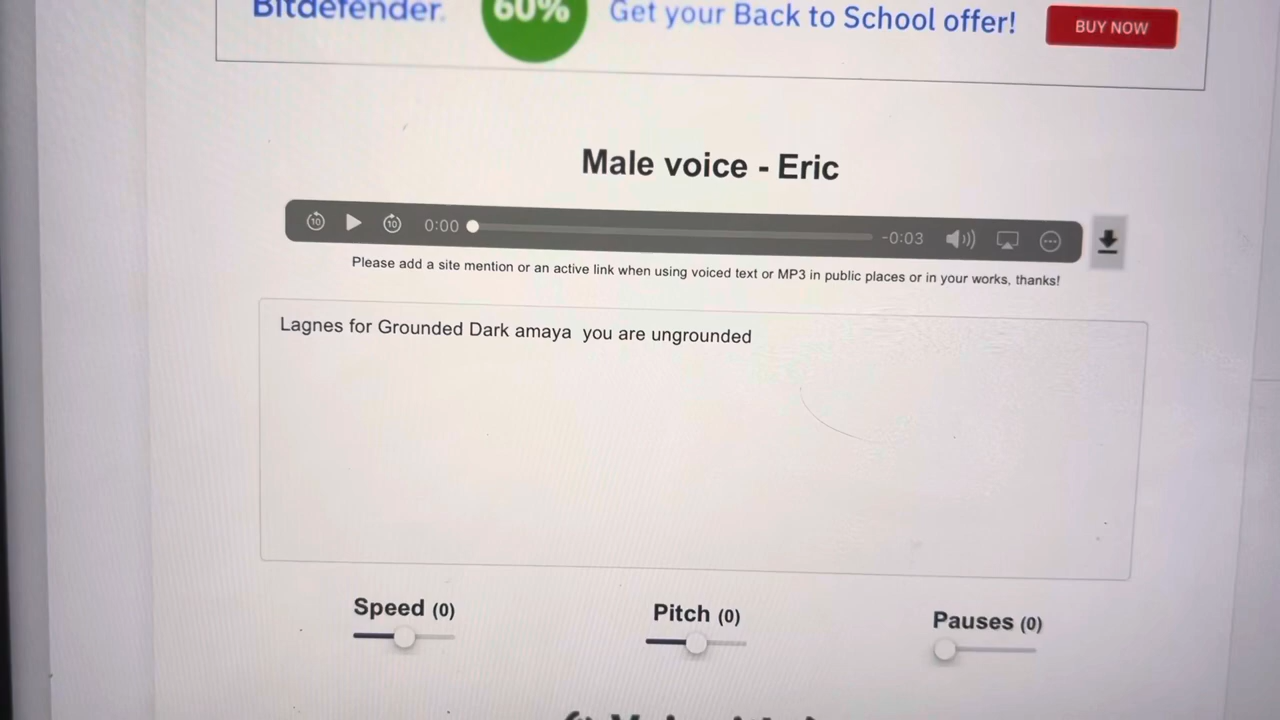 Bitdefender.
60%
Get your Back to School offer!
BUY NOW
Male voice - Eric
10
10
0:00
-0:03
Please add a site mention or an active link when using voiced text or MP3 in public places or in your works, thanks!
Lagnes for Grounded Dark amaya  you are ungrounded
Speed (0)
Pitch (0)
Pauses (0)